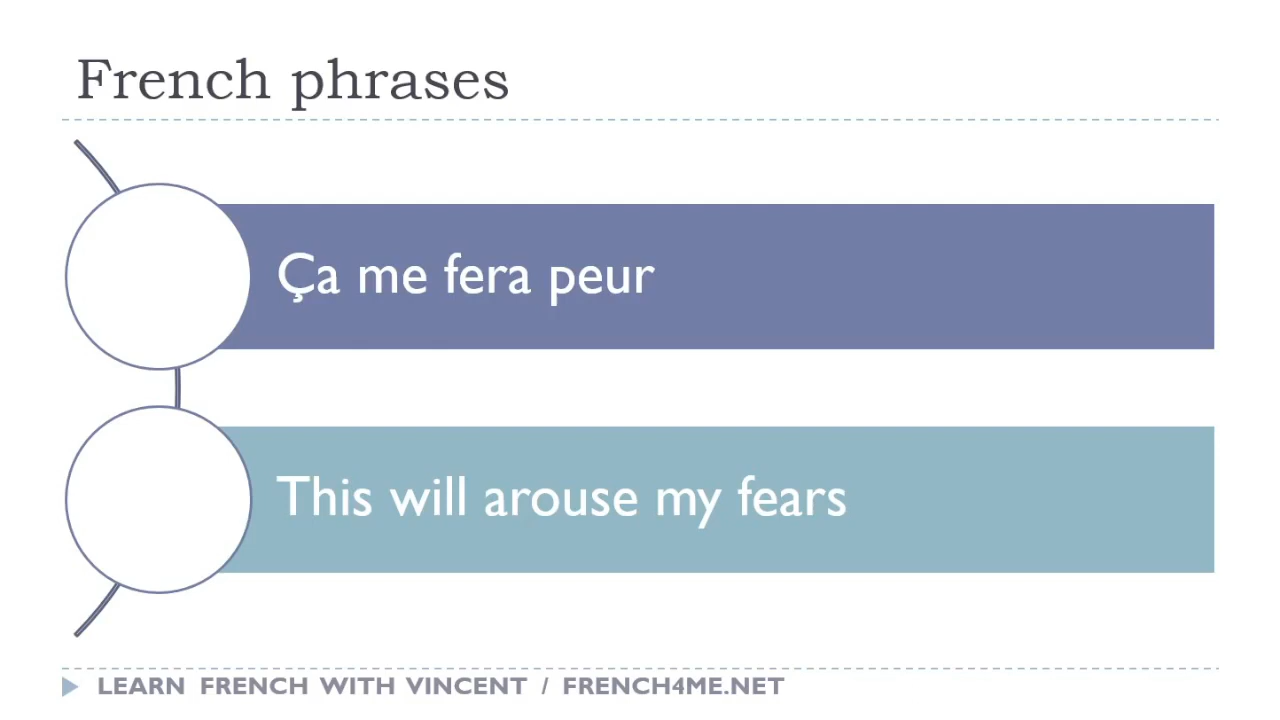 French phrases
Ça me fera peur
This will arouse my fears
LEARN FRENCH WITH VINCENT / FRENCH4ME.NET